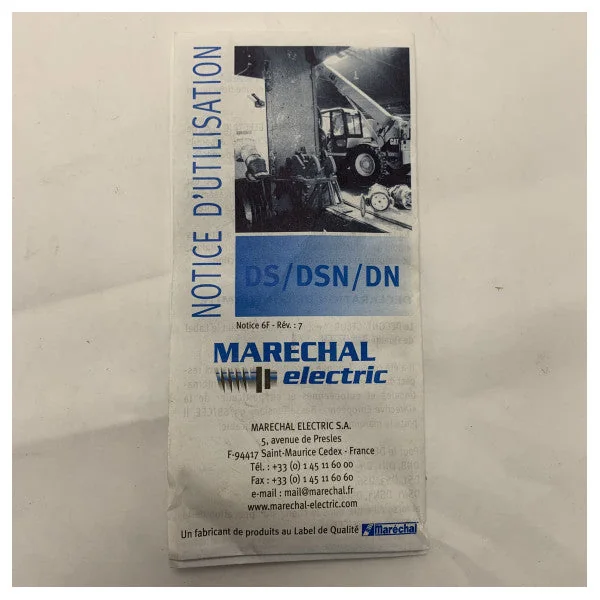 NOTICE D'UTILISATION
CAT
DS/DSN/DN
Notice 6F - Rév. : 7
MARECHAL
electric
MARECHAL ELECTRIC S.A.
5, avenue de Presles
F-94417 Saint-Maurice Cedex - France
Tél. : +33 (0) 1 45 11 60 00
Fax : +33 (0) 1 45 11 60 60
e-mail : mail@marechal.fr
www.marechal-electric.com
Un fabricant de produits au Label de Qualité Maréchal